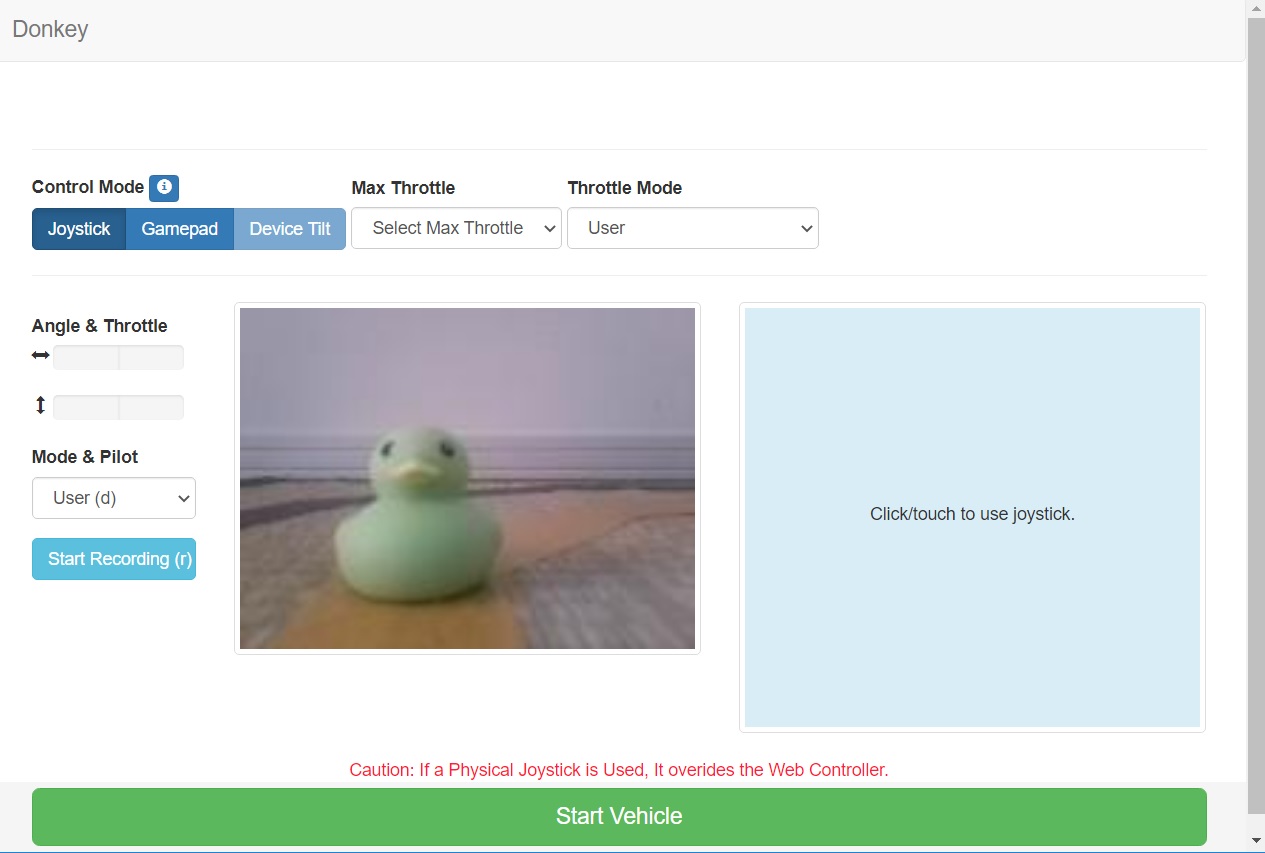 Donkey
Control Mode
Max Throttle
Throttle Mode
Joystick
Gamepad
Device Tilt
Select Max Throttle
User
Angle & Throttle
Mode & Pilot
User (d)
Start Recording (r)
Click/touch to use joystick.
Caution: If a Physical Joystick is Used, It overides the Web Controller.
Start Vehicle